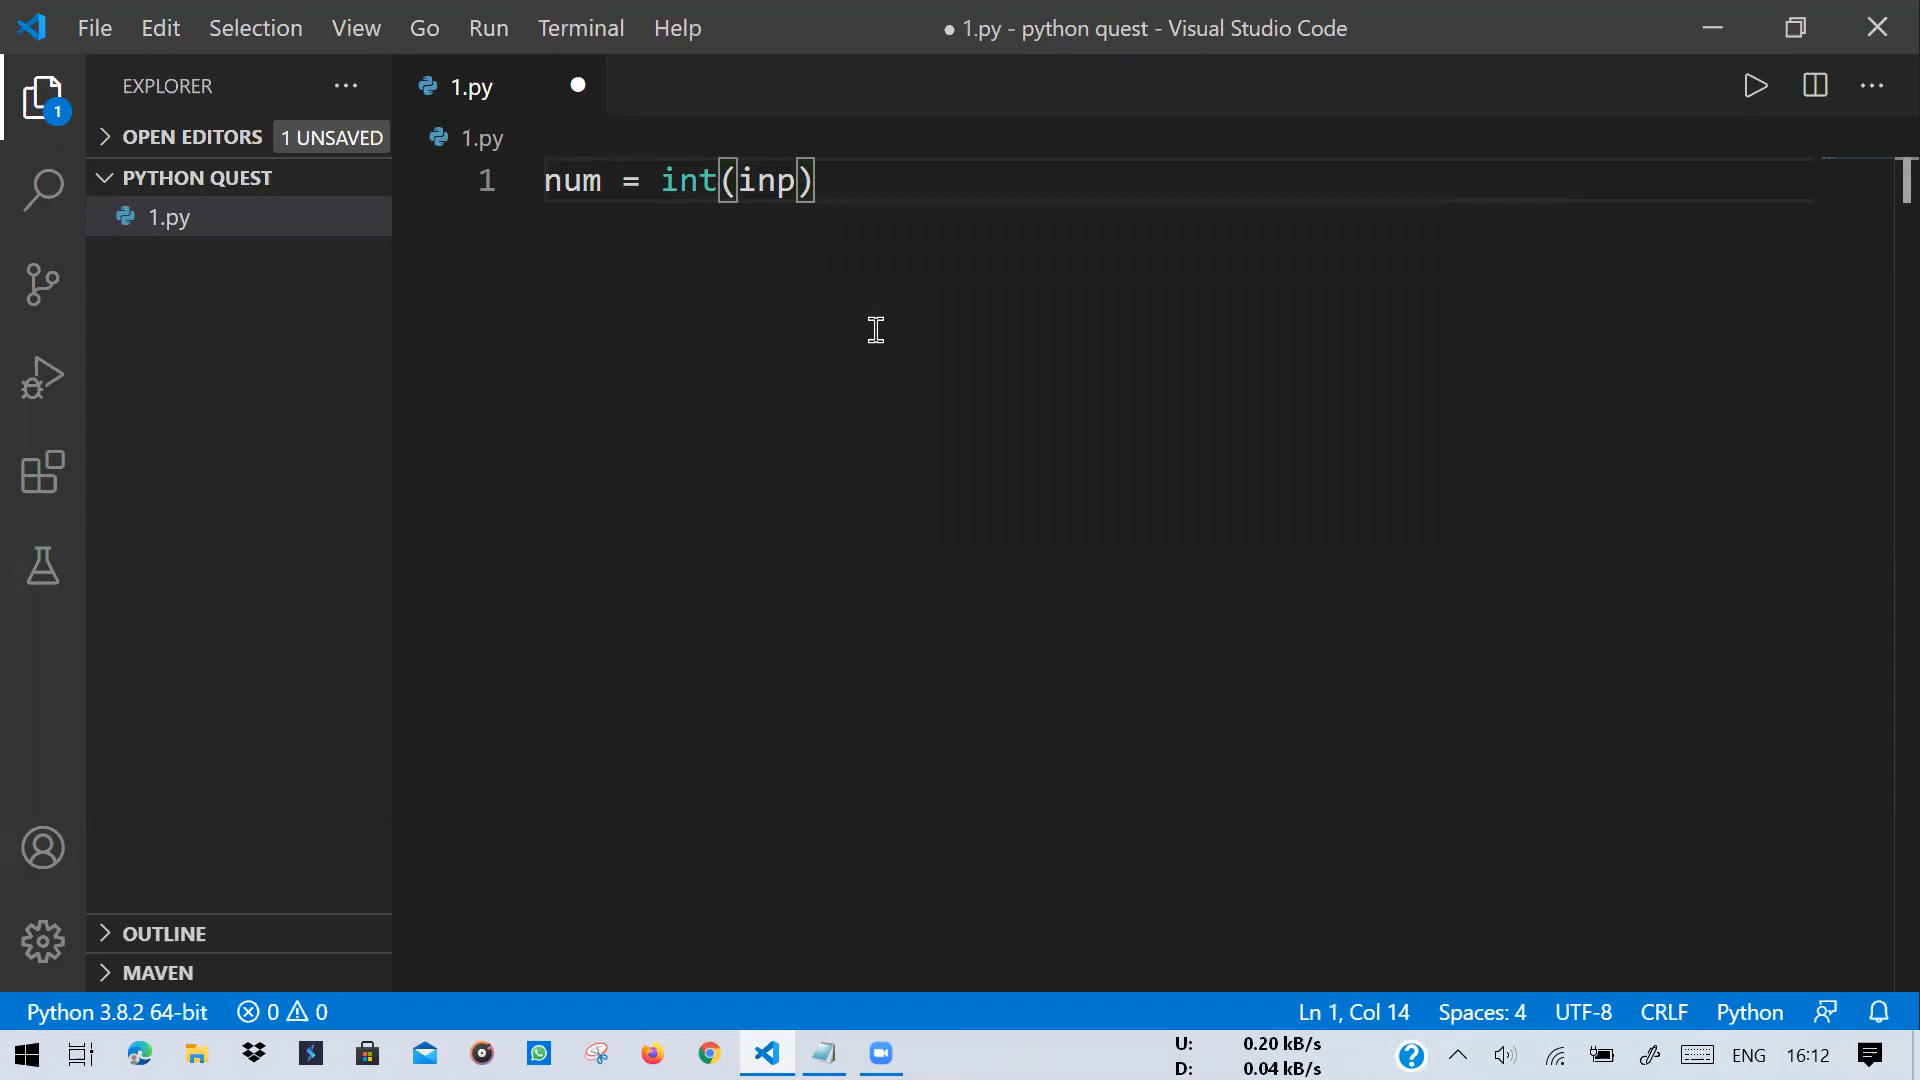 File Edit Selection View Go Run Terminal Help ● 1.py - python quest - Visual Studio Code
EXPLORER ···
1
OPEN EDITORS 1 UNSAVED
PYTHON QUEST
1.py
1.py
1.py
1 num = int(inp)
OUTLINE
MAVEN
Python 3.8.2 64-bit 0 0 Ln 1, Col 14 Spaces: 4 UTF-8 CRLF Python
U: 0.20 kB/s
D: 0.04 kB/s
ENG 16:12